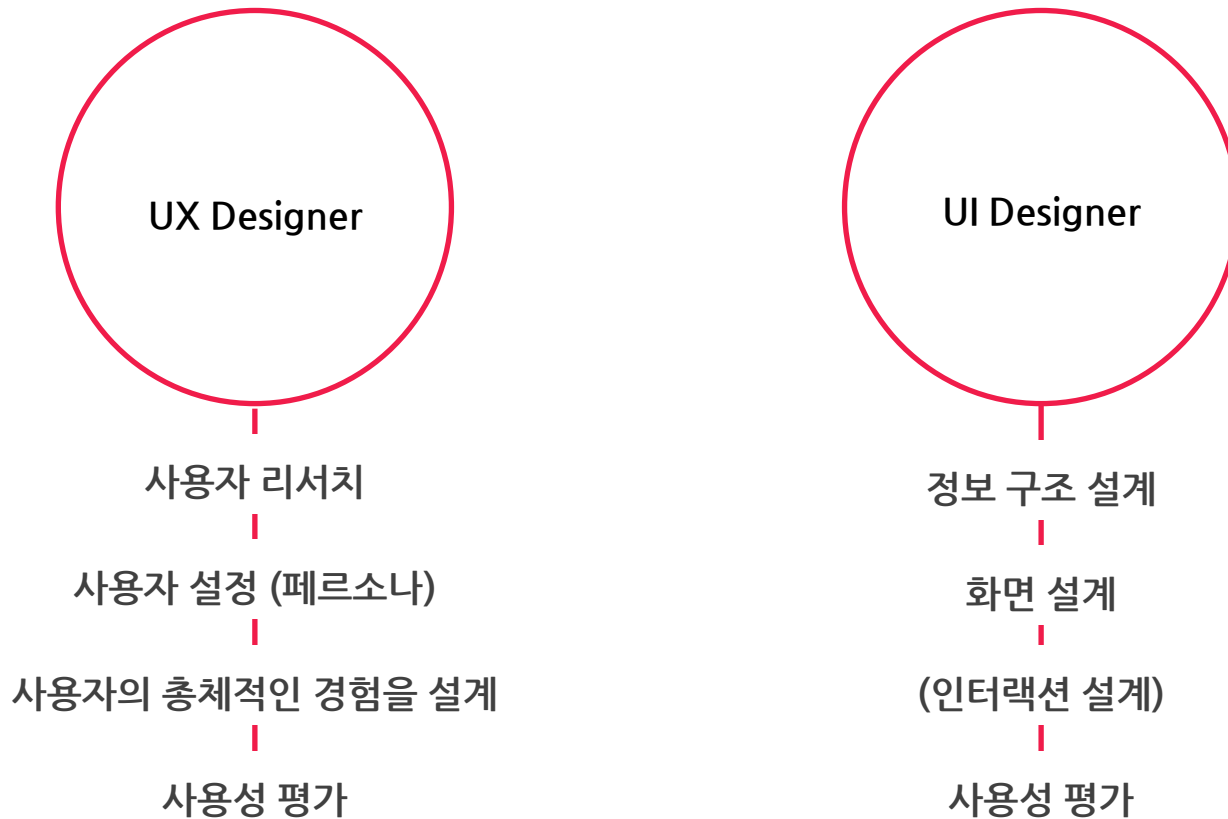 UX Designer
사용자 리서치
사용자 설정 (페르소나)
사용자의 총체적인 경험을 설계
사용성 평가
UI Designer
정보 구조 설계
화면 설계
(인터랙션 설계)
사용성 평가